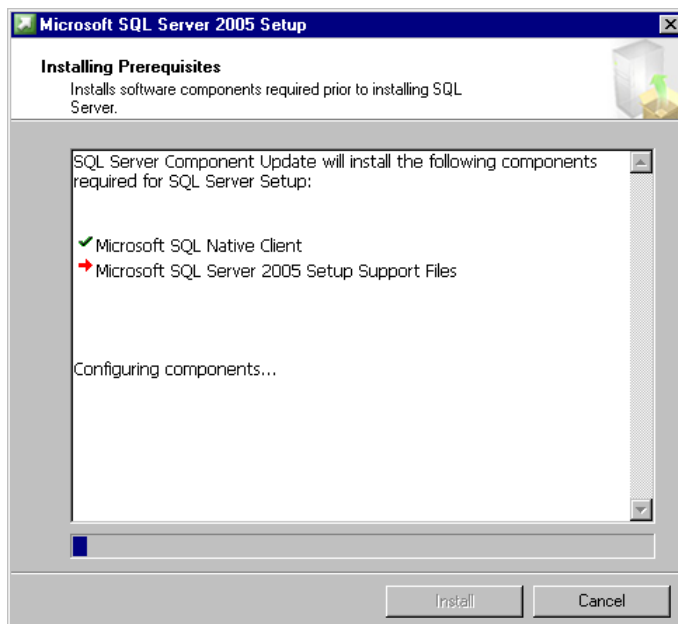 Microsoft SQL Server 2005 Setup
Installing Prerequisites
Installs software components required prior to installing SQL
Server.
SQL Server Component Update will install the following components
required for SQL Server Setup:
Microsoft SQL Native Client
Microsoft SQL Server 2005 Setup Support Files
Configuring components...
Install
Cancel